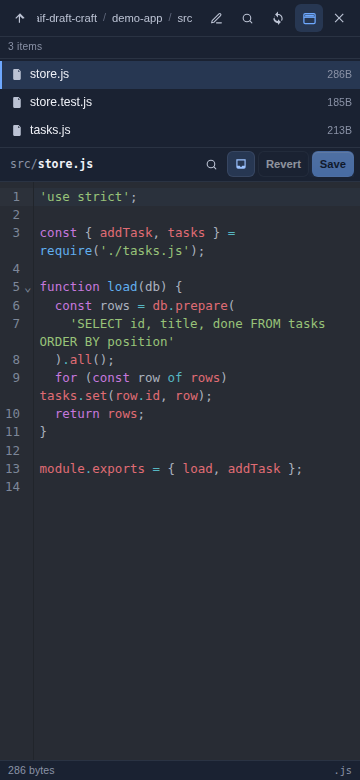 aif-draft-craft / demo-app / src
3 items
store.js 286B
store.test.js 185B
tasks.js 213B
src/store.js Revert Save
1 'use strict';
2
3 const { addTask, tasks } =
require('./tasks.js');
4
5 function load(db) {
6 const rows = db.prepare(
7 'SELECT id, title, done FROM tasks
ORDER BY position'
8 ).all();
9 for (const row of rows)
tasks.set(row.id, row);
10 return rows;
11 }
12
13 module.exports = { load, addTask };
14
286 bytes .js